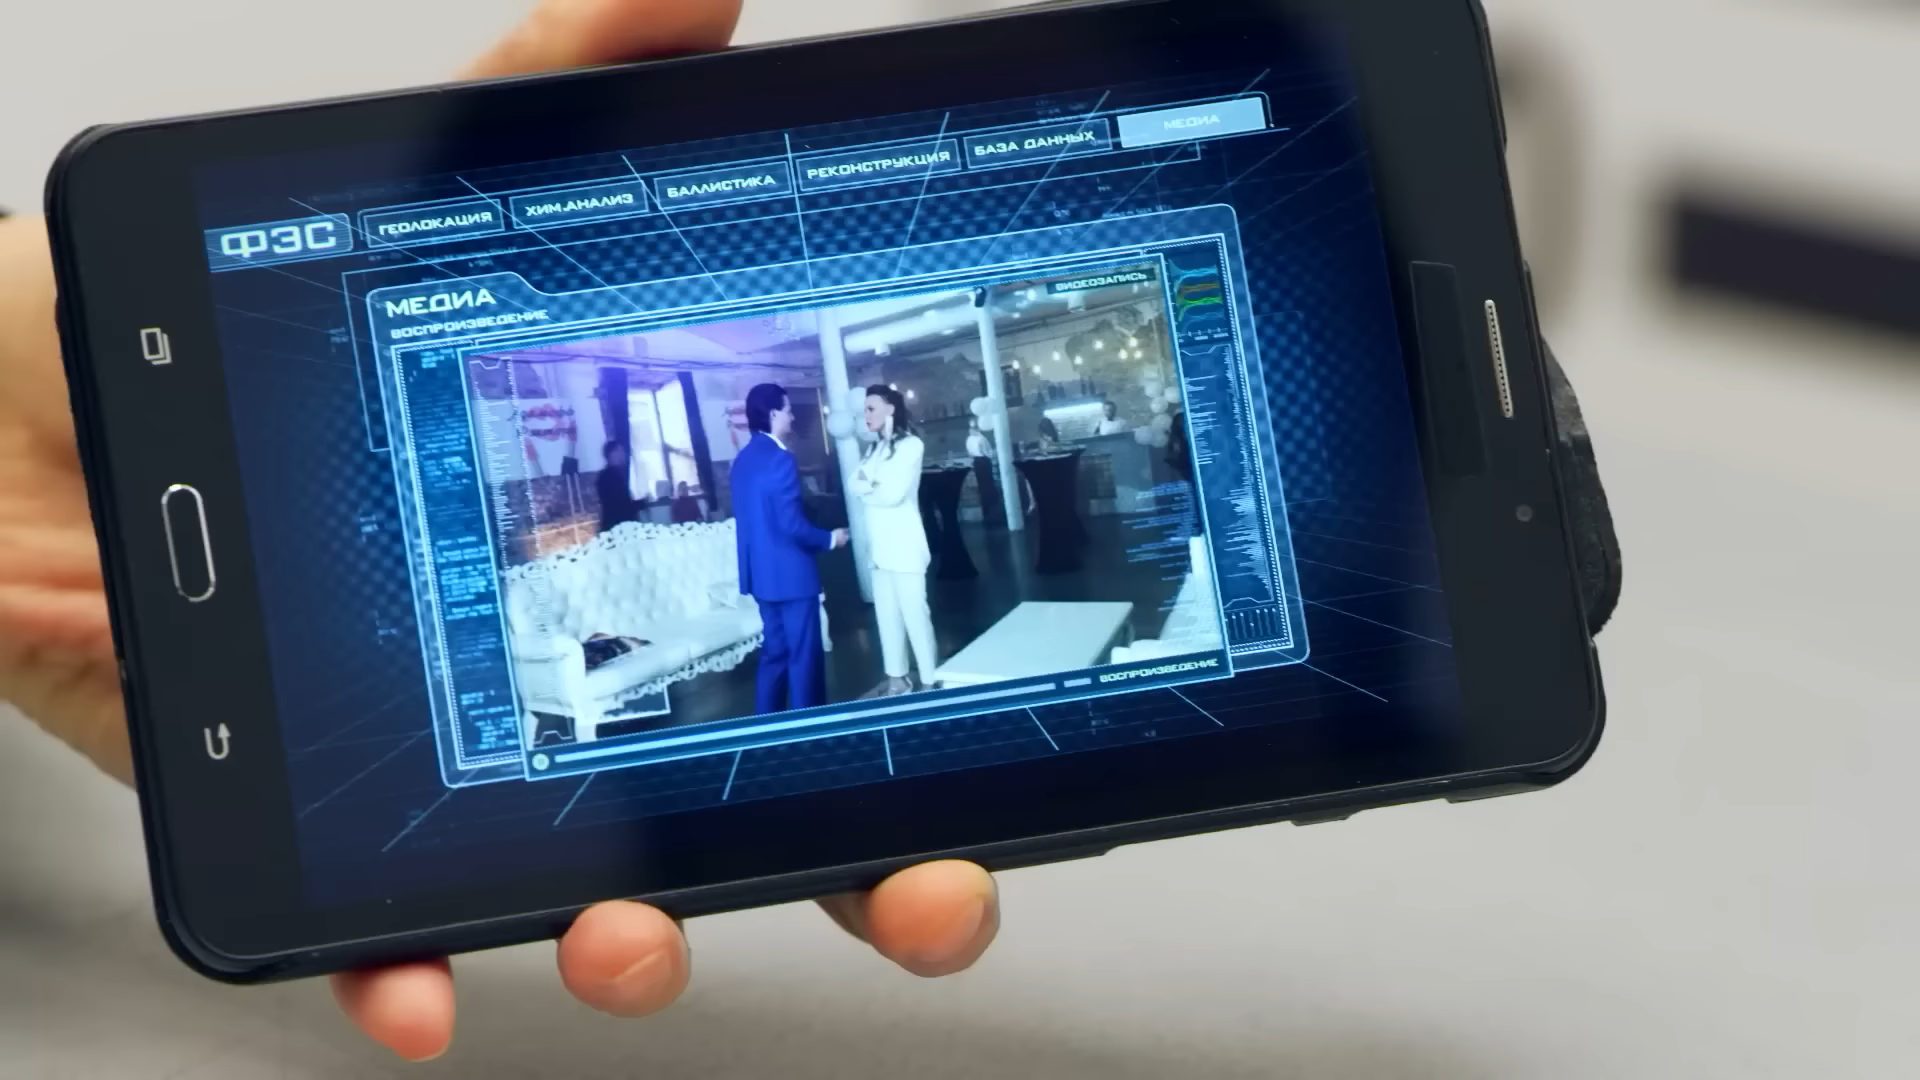 ФЭС
ГЕОЛОКАЦИЯ
ХИМ.АНАЛИЗ
БАЛЛИСТИКА
РЕКОНСТРУКЦИЯ
БАЗА ДАННЫХ
МЕДИА
МЕДИА
ВОСПРОИЗВЕДЕНИЕ
ВИДЕОЗАПИСЬ
ВОСПРОИЗВЕДЕНИЕ